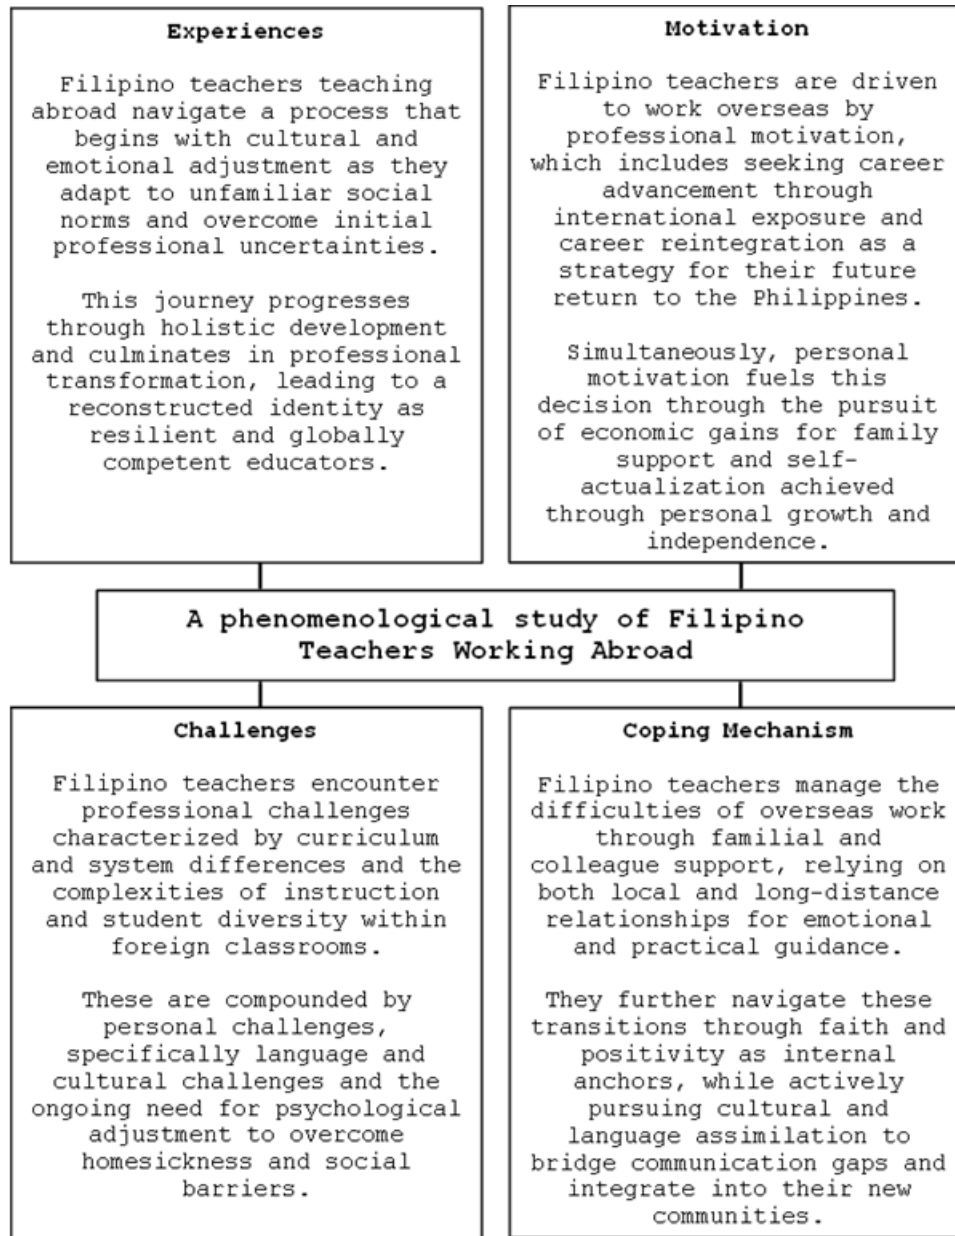 Experiences
Filipino teachers teaching
abroad navigate a process that
begins with cultural and
emotional adjustment as they
adapt to unfamiliar social
norms and overcome initial
professional uncertainties.
This journey progresses
through holistic development
and culminates in professional
transformation, leading to a
reconstructed identity as
resilient and globally
competent educators.
Motivation
Filipino teachers are driven
to work overseas by
professional motivation,
which includes seeking career
advancement through
international exposure and
career reintegration as a
strategy for their future
return to the Philippines.
Simultaneously, personal
motivation fuels this
decision through the pursuit
of economic gains for family
support and self-
actualization achieved
through personal growth and
independence.
A phenomenological study of Filipino
Teachers Working Abroad
Challenges
Filipino teachers encounter
professional challenges
characterized by curriculum
and system differences and the
complexities of instruction
and student diversity within
foreign classrooms.
These are compounded by
personal challenges,
specifically language and
cultural challenges and the
ongoing need for psychological
adjustment to overcome
homesickness and social
barriers.
Coping Mechanism
Filipino teachers manage the
difficulties of overseas work
through familial and
colleague support, relying on
both local and long-distance
relationships for emotional
and practical guidance.
They further navigate these
transitions through faith and
positivity as internal
anchors, while actively
pursuing cultural and
language assimilation to
bridge communication gaps and
integrate into their new
communities.